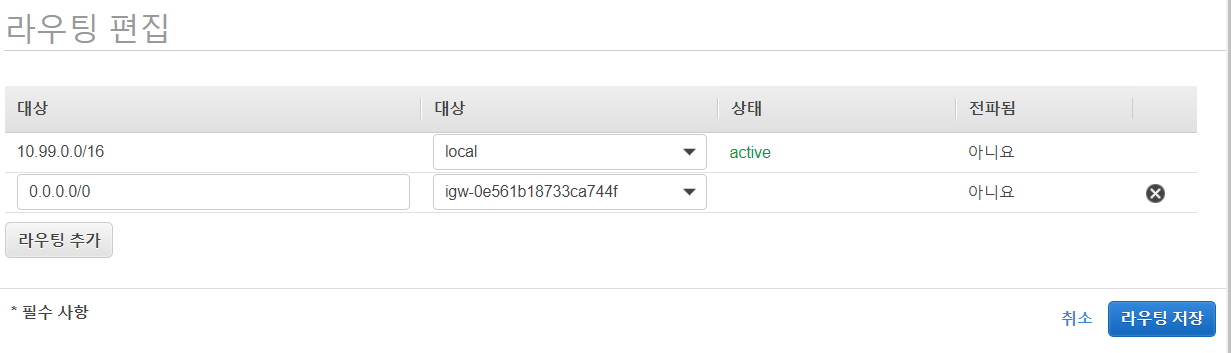 라우팅 편집
대상 대상 상태 전파됨
10.99.0.0/16 local active 아니요
0.0.0.0/0 igw-0e561b18733ca744f 아니요
라우팅 추가
* 필수 사항
취소 라우팅 저장